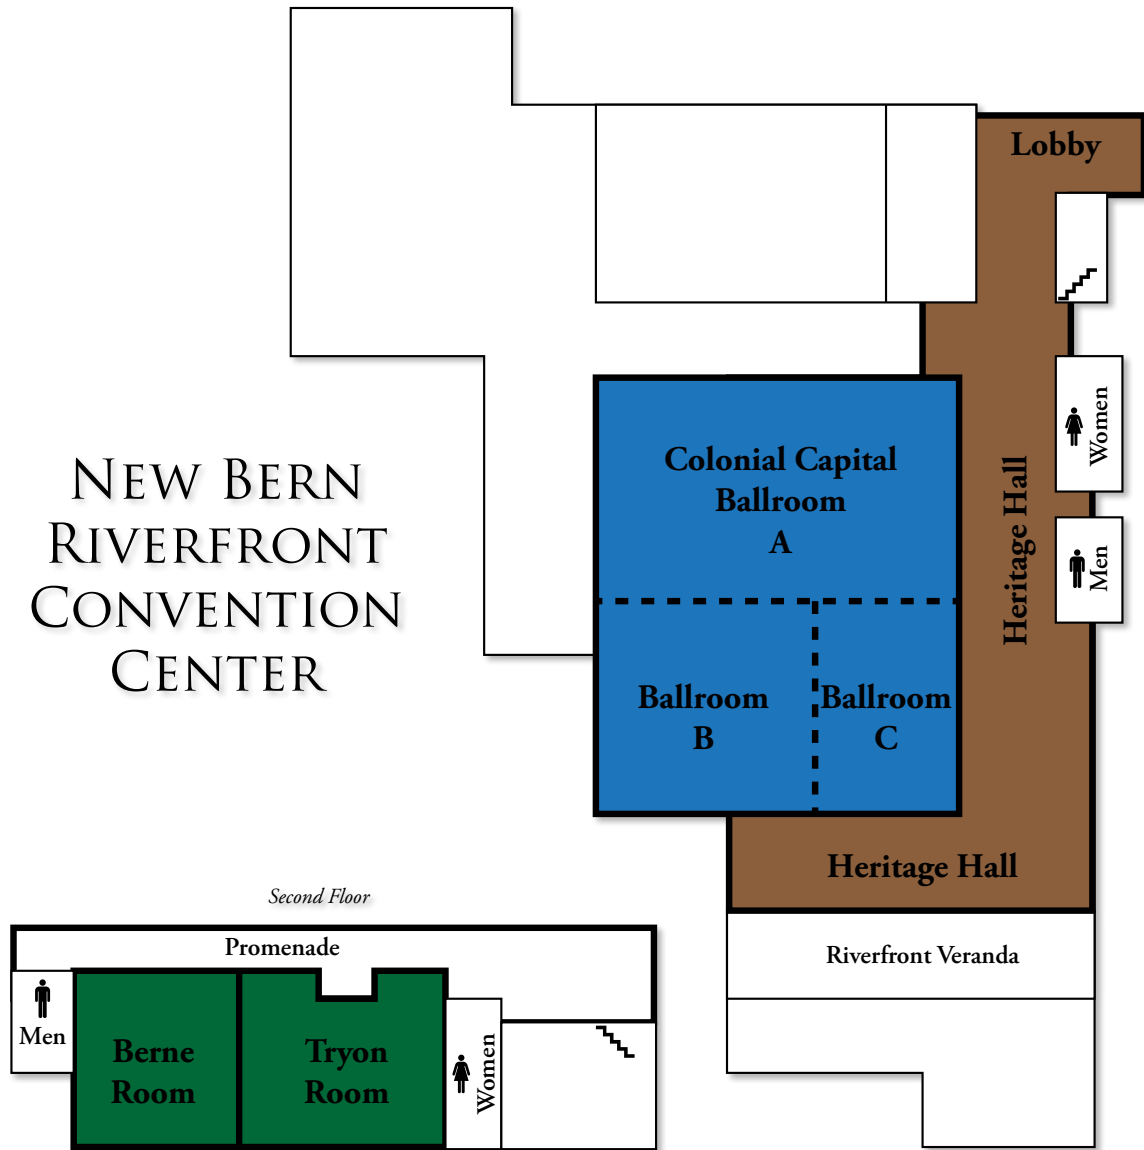 Lobby
Women
Colonial Capital
Ballroom
A
Heritage Hall
Men
NEW BERN
RIVERFRONT
CONVENTION
CENTER
Ballroom
B
Ballroom
C
Heritage Hall
Second Floor
Promenade
Riverfront Veranda
Men
Berne
Room
Tryon
Room
Women